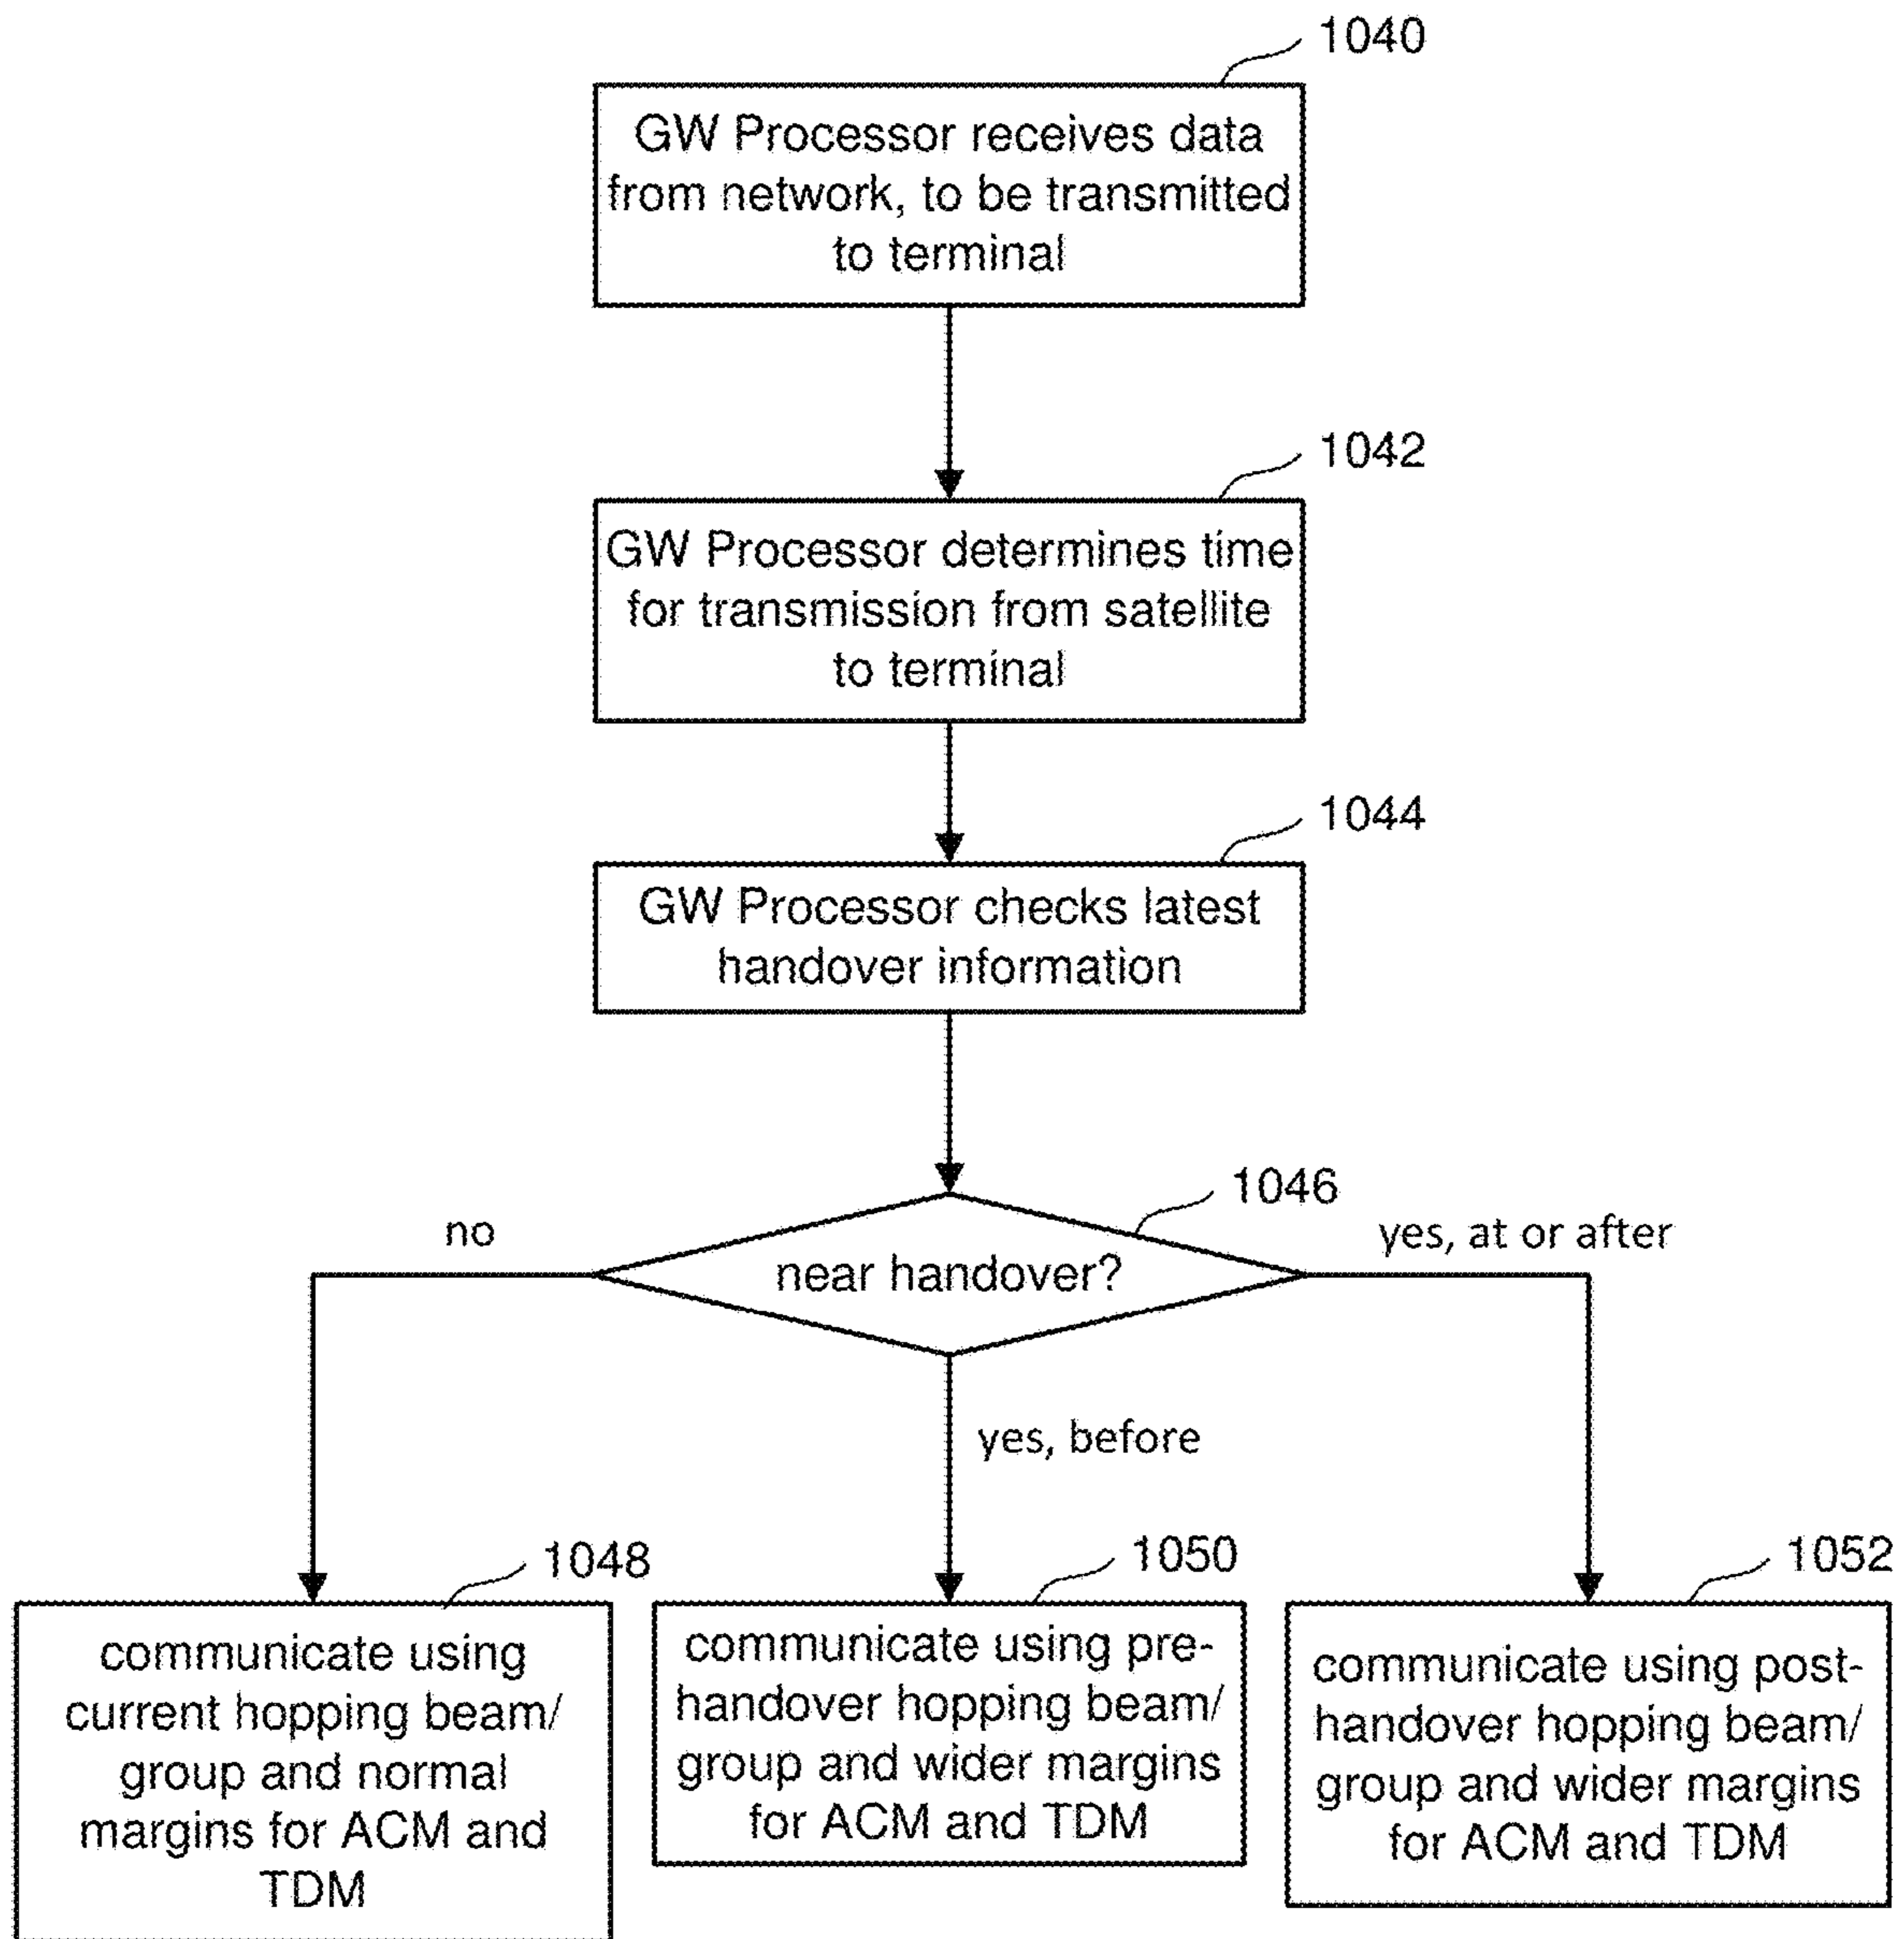 1040
GW Processor receives data
from network, to be transmitted
to terminal
1042
GW Processor determines time
for transmission from satellite
to terminal
1044
GW Processor checks latest
handover information
1046
no
yes, at or after
near handover?
yes, before
1048
1050
1052
communicate using
current hopping beam/
group and normal
margins for ACM and
TDM
communicate using pre-
handover hopping beam/
group and wider margins
for ACM and TDM
communicate using post-
handover hopping beam/
group and wider margins
for ACM and TDM